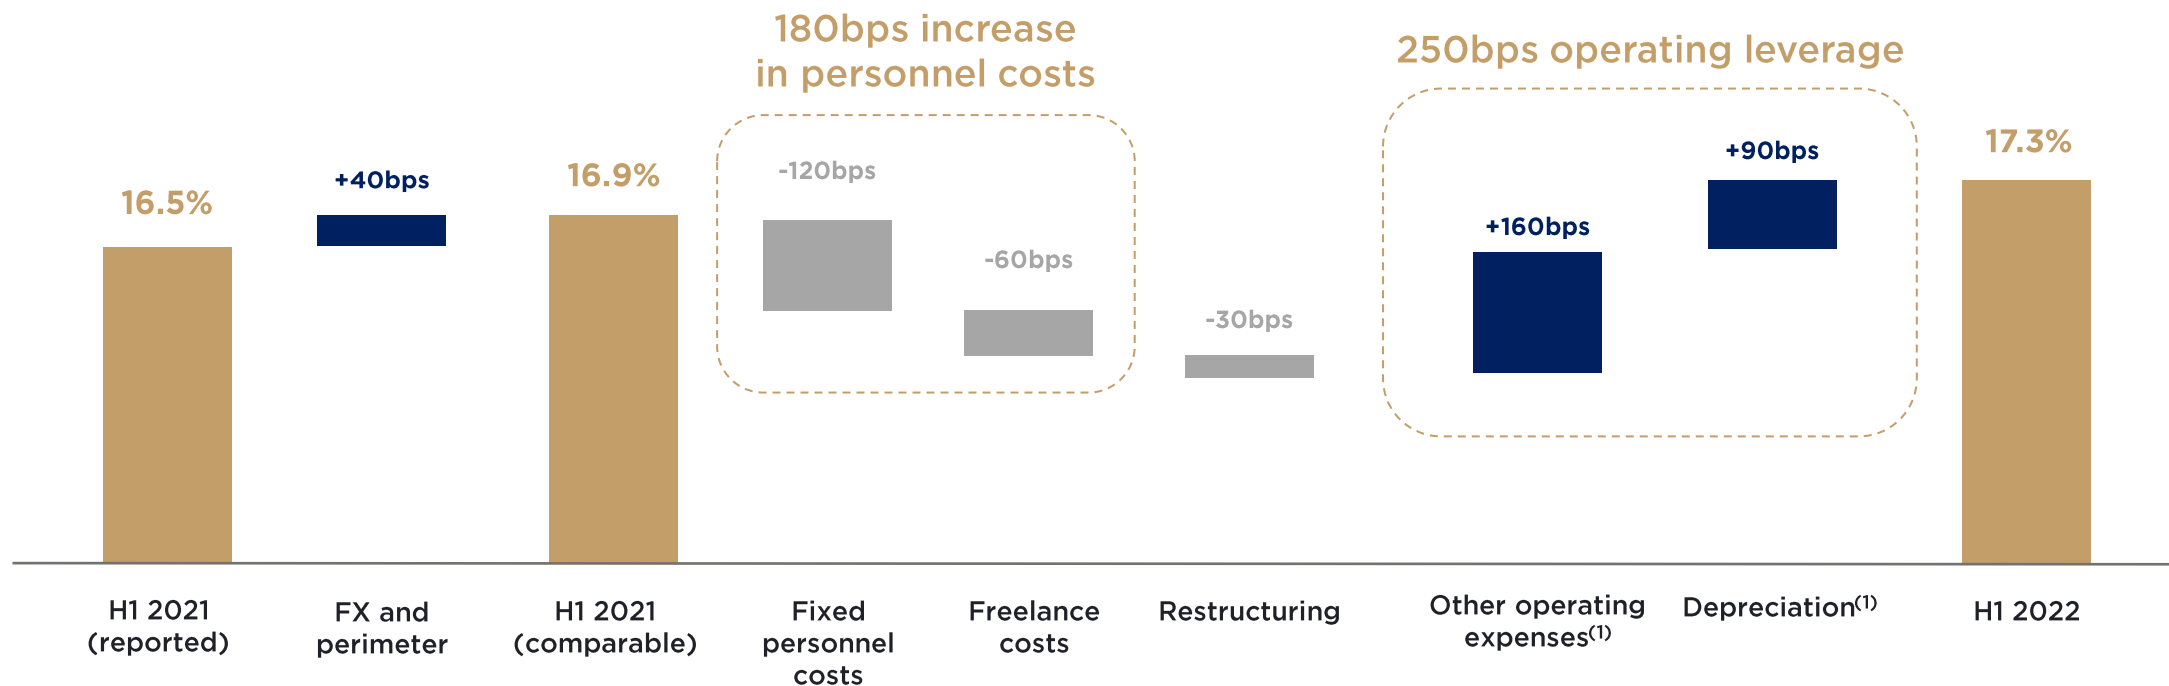 180bps increase
in personnel costs
250bps operating leverage
16.5%
+40bps
16.9%
-120bps
-60bps
-30bps
+160bps
+90bps
17.3%
H1 2021
(reported)
FX and
perimeter
H1 2021
(comparable)
Fixed
personnel
costs
Freelance
costs
Restructuring
Other operating
expenses(1)
Depreciation(1)
H1 2022